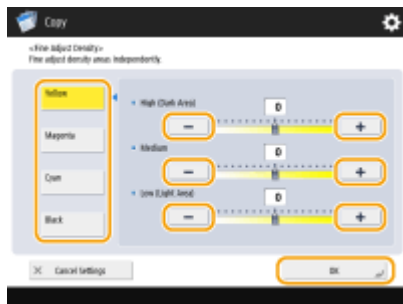 Copy
<Fine Adjust Density>
Fine adjust density areas independently.
Yellow
Magenta
Cyan
Black
High (Dark Area)
0
− +
Medium
0
− +
Low (Light Area)
0
− +
× Cancel Settings
OK